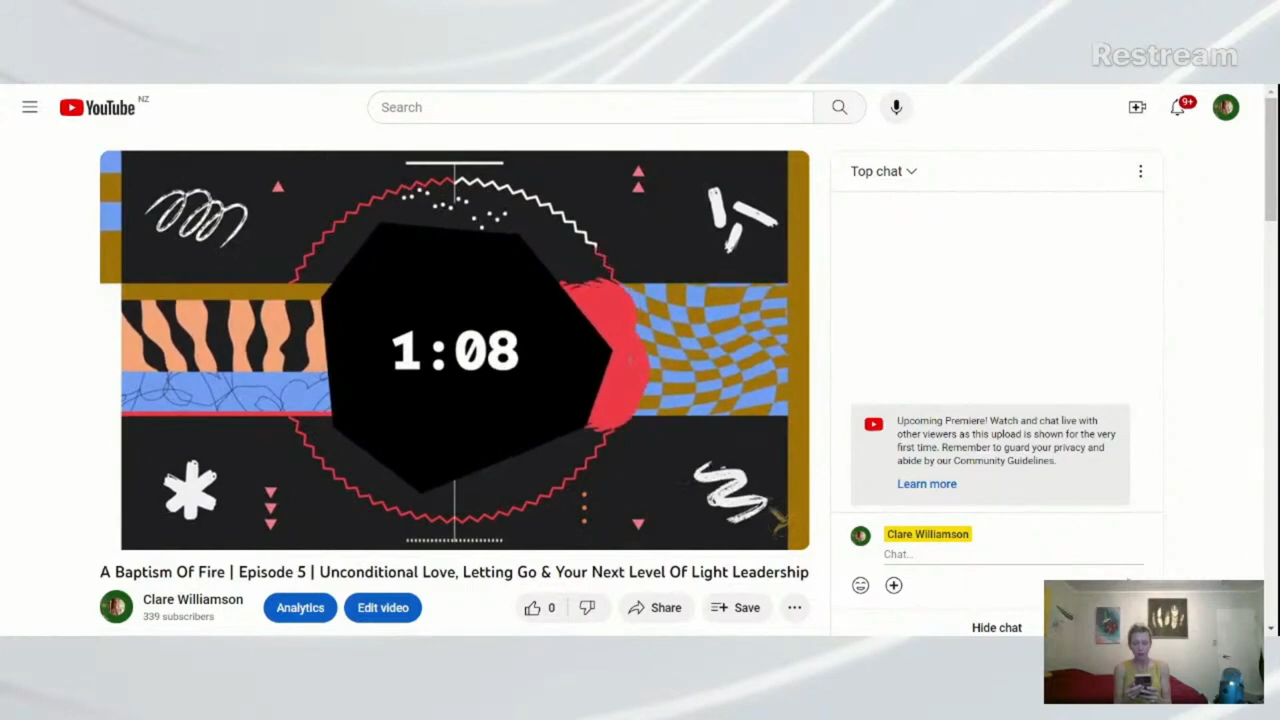 Restream
YouTube NZ
Search
9+
Top chat
1:08
Upcoming Premiere! Watch and chat live with
other viewers as this upload is shown for the very
first time. Remember to guard your privacy and
abide by our Community Guidelines.
Learn more
Clare Williamson
Chat...
Hide chat
A Baptism Of Fire | Episode 5 | Unconditional Love, Letting Go & Your Next Level Of Light Leadership
Clare Williamson
339 subscribers
Analytics
Edit video
0
Share
Save